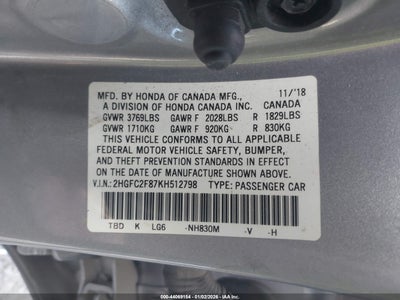 MFD. BY HONDA OF CANADA MFG., 11/'18
A DIVISION OF HONDA CANADA INC. CANADA
GVWR 3769LBS GAWR F 2028LBS R 1829LBS
GVWR 1710KG GAWR F 920KG R 830KG
THIS VEHICLE CONFORMS TO ALL APPLICABLE
FEDERAL MOTOR VEHICLE SAFETY, BUMPER,
AND THEFT PREVENTION STANDARDS IN EFFECT
ON THE DATE OF MANUFACTURE SHOWN ABOVE.
V.I.N.: 2HGFC2F87KH512798 TYPE: PASSENGER CAR
TBD K LG6 -NH830M -V -H
000-44069154 - 01/02/2026 - IAA US